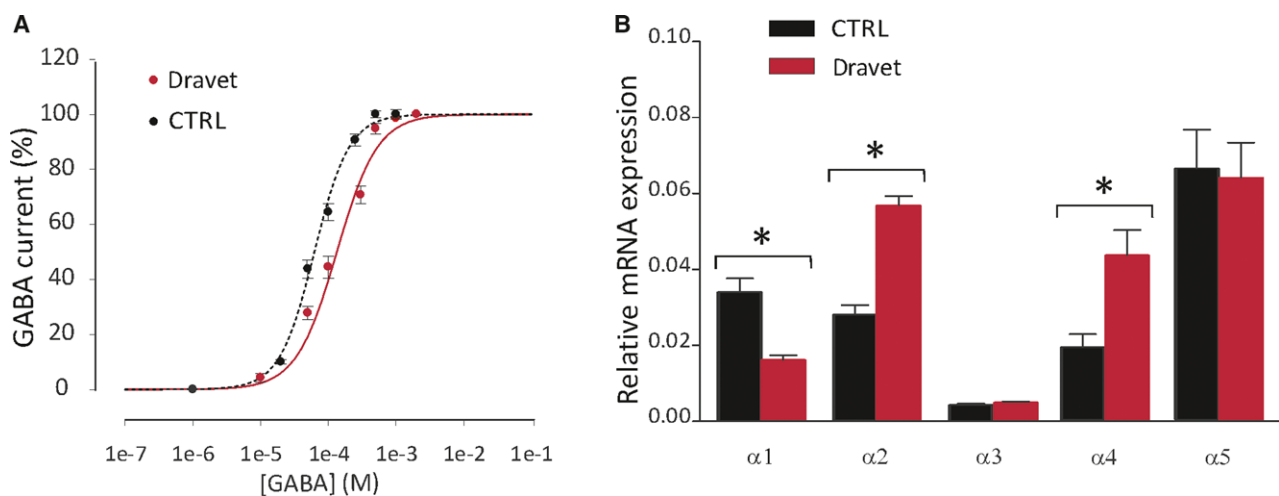 A
120
100
80
60
40
20
0
GABA current (%)
Dravet
CTRL
1e-7 1e-6 1e-5 1e-4 1e-3 1e-2 1e-1
[GABA] (M)
B
CTRL
Dravet
0.10
0.08
0.06
0.04
0.02
0.00
Relative mRNA expression
* * *
α1 α2 α3 α4 α5